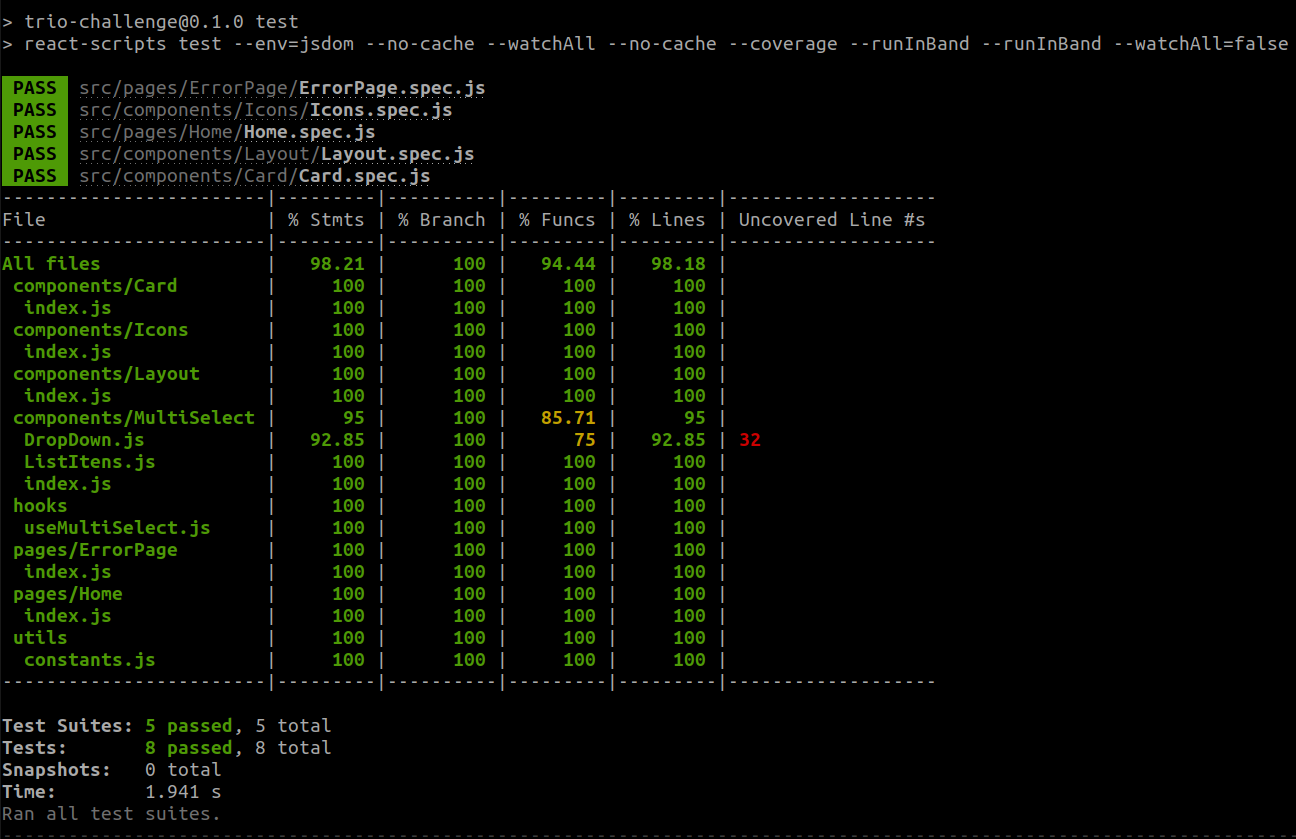 > trio-challenge@0.1.0 test
> react-scripts test --env=jsdom --no-cache --watchAll --no-cache --coverage --runInBand --runInBand --watchAll=false
PASS src/pages/ErrorPage/ErrorPage.spec.js
PASS src/components/Icons/Icons.spec.js
PASS src/pages/Home/Home.spec.js
PASS src/components/Layout/Layout.spec.js
PASS src/components/Card/Card.spec.js
------------------------|---------|----------|---------|---------|-------------------
File                    | % Stmts | % Branch | % Funcs | % Lines | Uncovered Line #s
------------------------|---------|----------|---------|---------|-------------------
All files               |   98.21 |      100 |   94.44 |   98.18 |
 components/Card        |     100 |      100 |     100 |     100 |
  index.js              |     100 |      100 |     100 |     100 |
 components/Icons       |     100 |      100 |     100 |     100 |
  index.js              |     100 |      100 |     100 |     100 |
 components/Layout      |     100 |      100 |     100 |     100 |
  index.js              |     100 |      100 |     100 |     100 |
 components/MultiSelect |      95 |      100 |   85.71 |      95 |
  DropDown.js           |   92.85 |      100 |      75 |   92.85 | 32
  ListItens.js          |     100 |      100 |     100 |     100 |
  index.js              |     100 |      100 |     100 |     100 |
 hooks                  |     100 |      100 |     100 |     100 |
  useMultiSelect.js     |     100 |      100 |     100 |     100 |
 pages/ErrorPage        |     100 |      100 |     100 |     100 |
  index.js              |     100 |      100 |     100 |     100 |
 pages/Home             |     100 |      100 |     100 |     100 |
  index.js              |     100 |      100 |     100 |     100 |
 utils                  |     100 |      100 |     100 |     100 |
  constants.js          |     100 |      100 |     100 |     100 |
------------------------|---------|----------|---------|---------|-------------------
Test Suites: 5 passed, 5 total
Tests:       8 passed, 8 total
Snapshots:   0 total
Time:        1.941 s
Ran all test suites.